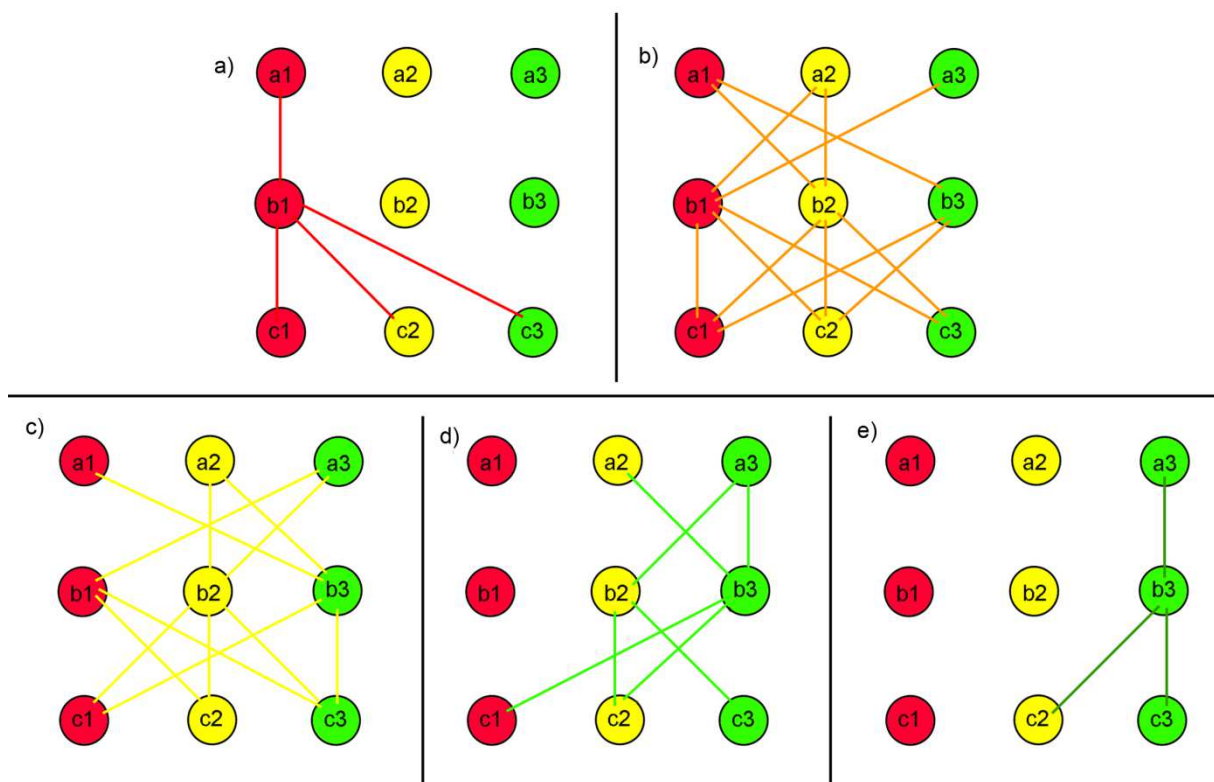 a)
a1 a2 a3
b1 b2 b3
c1 c2 c3
b)
a1 a2 a3
b1 b2 b3
c1 c2 c3
c)
a1 a2 a3
b1 b2 b3
c1 c2 c3
d)
a1 a2 a3
b1 b2 b3
c1 c2 c3
e)
a1 a2 a3
b1 b2 b3
c1 c2 c3